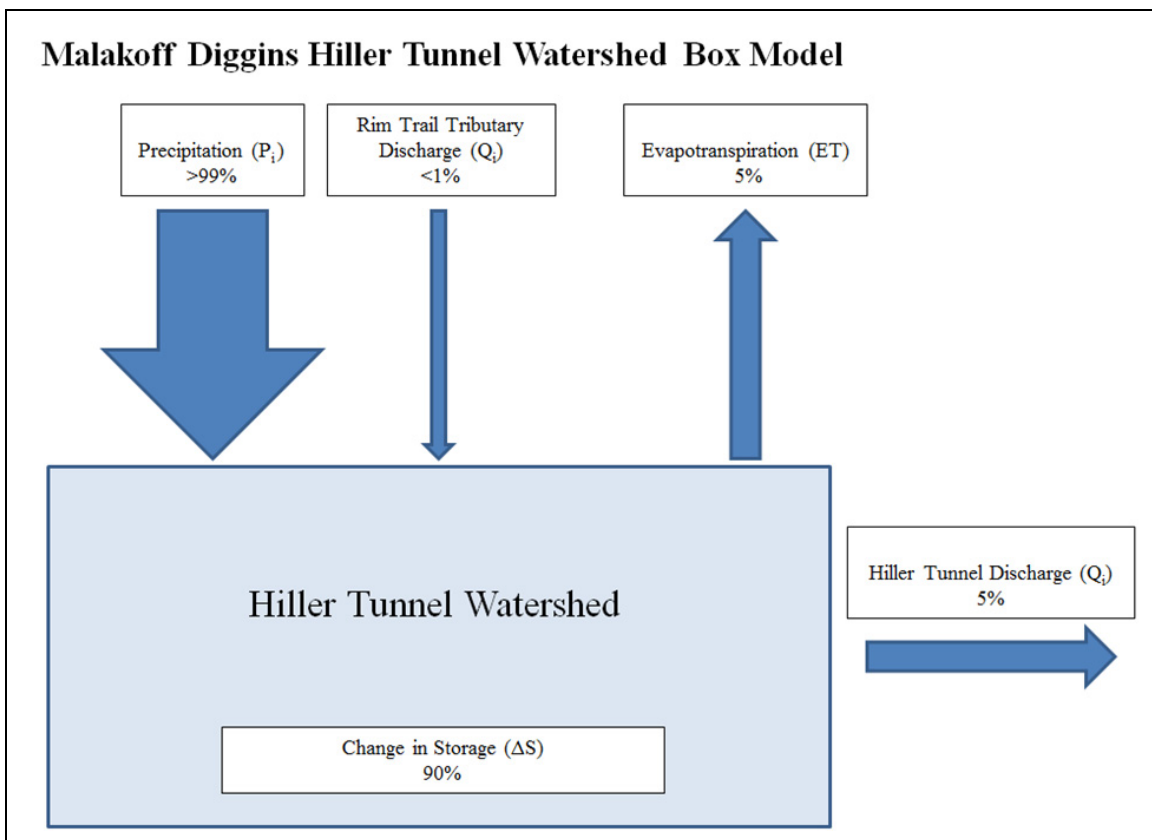 Malakoff Diggins Hiller Tunnel Watershed Box Model
Precipitation (Pᵢ)
>99%
Rim Trail Tributary
Discharge (Qᵢ)
<1%
Evapotranspiration (ET)
5%
Hiller Tunnel Discharge (Qᵢ)
5%
Hiller Tunnel Watershed
Change in Storage (ΔS)
90%